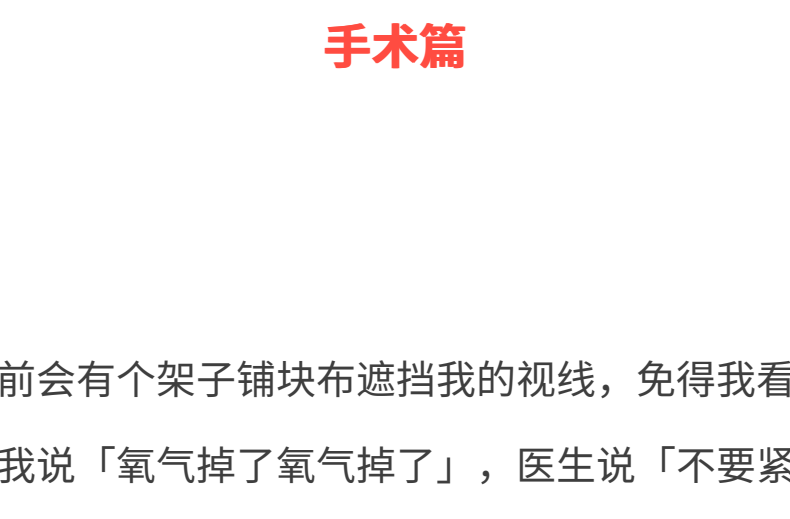 手术篇
前会有个架子铺块布遮挡我的视线，免得我看
我说「氧气掉了氧气掉了」，医生说「不要紧